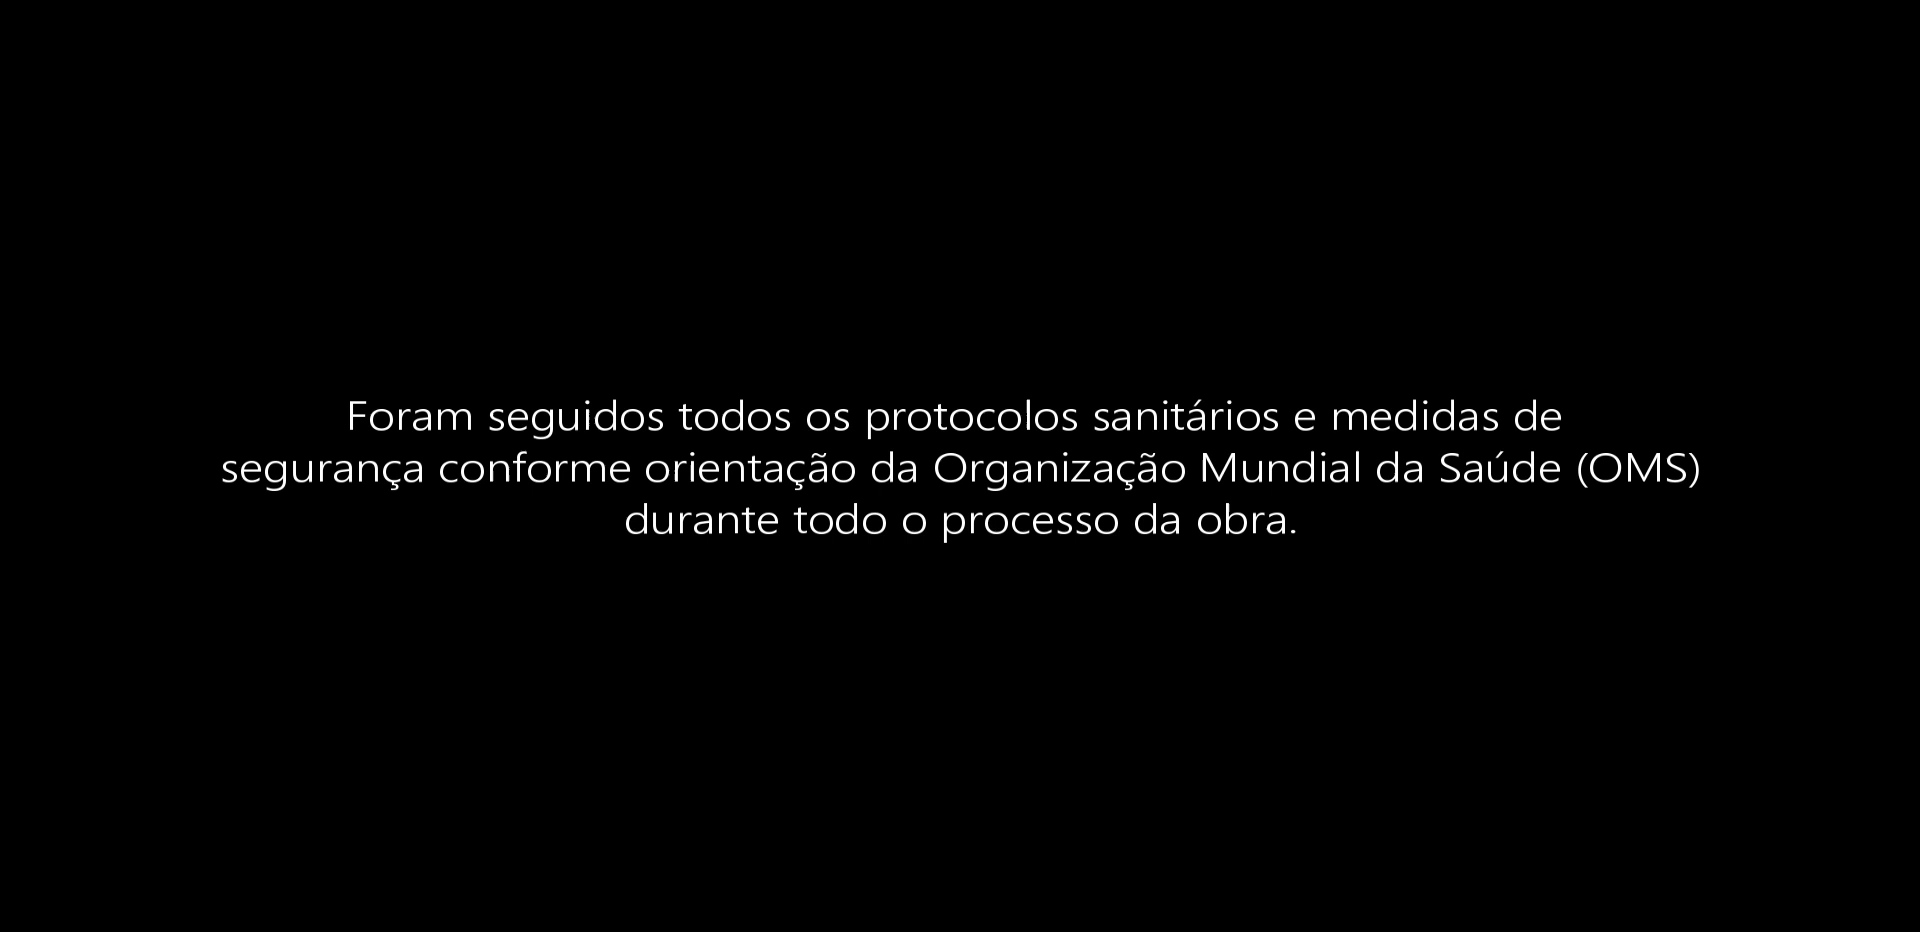 Foram seguidos todos os protocolos sanitários e medidas de
segurança conforme orientação da Organização Mundial da Saúde (OMS)
durante todo o processo da obra.